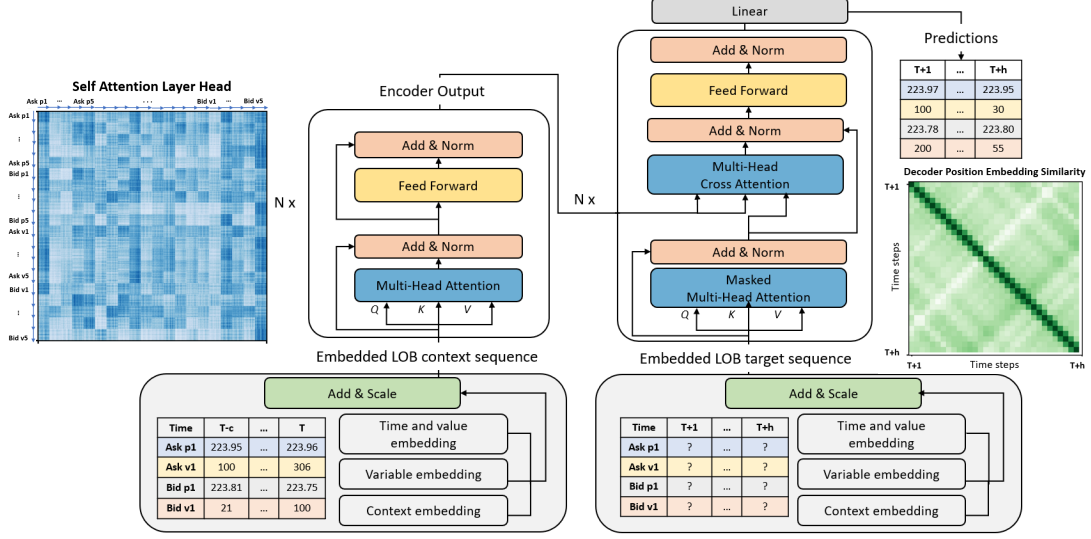 Self Attention Layer Head
Ask p1 ... Ask p5 ... Bid v1 ... Bid v5
Ask p1
...
Ask p5
Bid p1
...
Bid p5
Ask v1
...
Ask v5
Bid v1
...
Bid v5
N x
Encoder Output
Add & Norm
Feed Forward
Add & Norm
Multi-Head Attention
Q K V
Embedded LOB context sequence
Add & Scale
Time T-c ... T
Ask p1 223.95 ... 223.96
Ask v1 100 ... 306
Bid p1 223.81 ... 223.75
Bid v1 21 ... 100
Time and value
embedding
Variable embedding
Context embedding
Linear
Add & Norm
Feed Forward
Add & Norm
Multi-Head
Cross Attention
N x
Add & Norm
Masked
Multi-Head Attention
Q K V
Embedded LOB target sequence
Add & Scale
Time T+1 ... T+h
Ask p1 ? ... ?
Ask v1 ? ... ?
Bid p1 ? ... ?
Bid v1 ? ... ?
Time and value
embedding
Variable embedding
Context embedding
Predictions
T+1 ... T+h
223.97 ... 223.95
100 ... 30
223.78 ... 223.80
200 ... 55
Decoder Position Embedding Similarity
T+1
Time steps
T+h
T+1 Time steps T+h